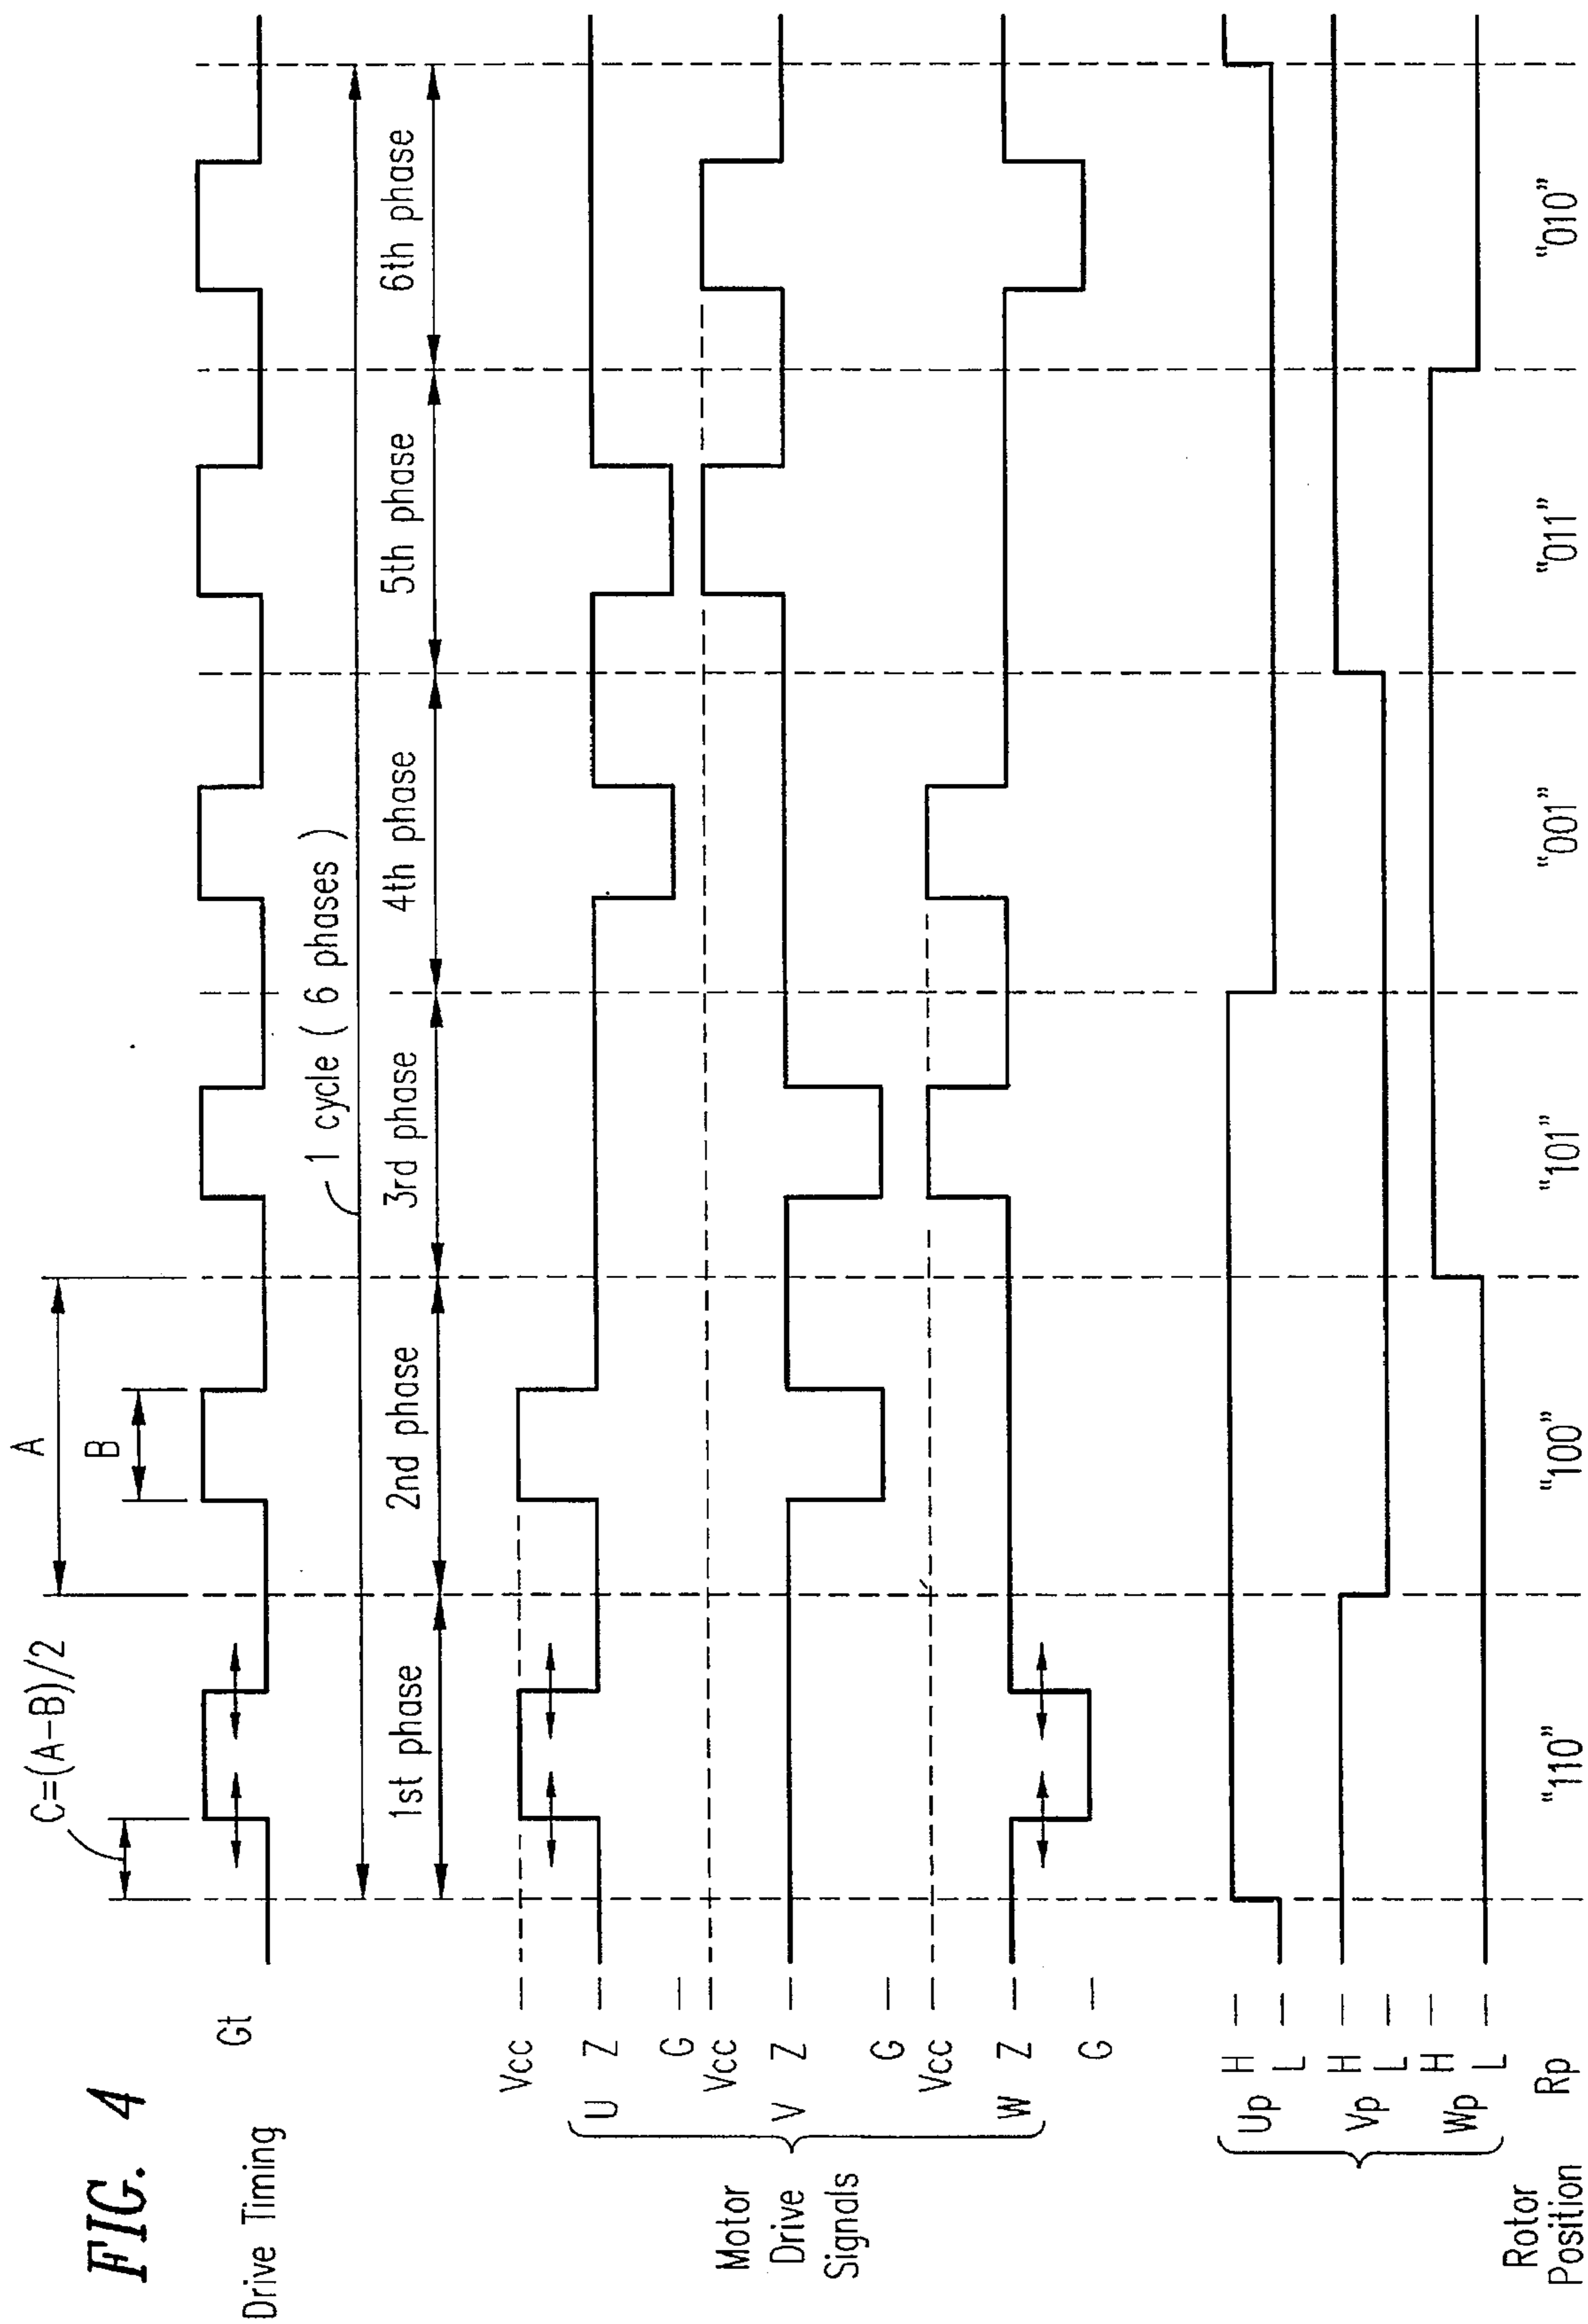 FIG. 4
C=(A-B)/2
A
B
Drive Timing
Gt
1 cycle ( 6 phases )
1st phase
2nd phase
3rd phase
4th phase
5th phase
6th phase
Motor
Drive
Signals
U
Vcc
Z
G
V
Vcc
Z
G
W
Vcc
Z
G
Up
H
L
Vp
H
L
Wp
H
L
Rotor
Position
Rp
“110”
“100”
“101”
“001”
“011”
“010”